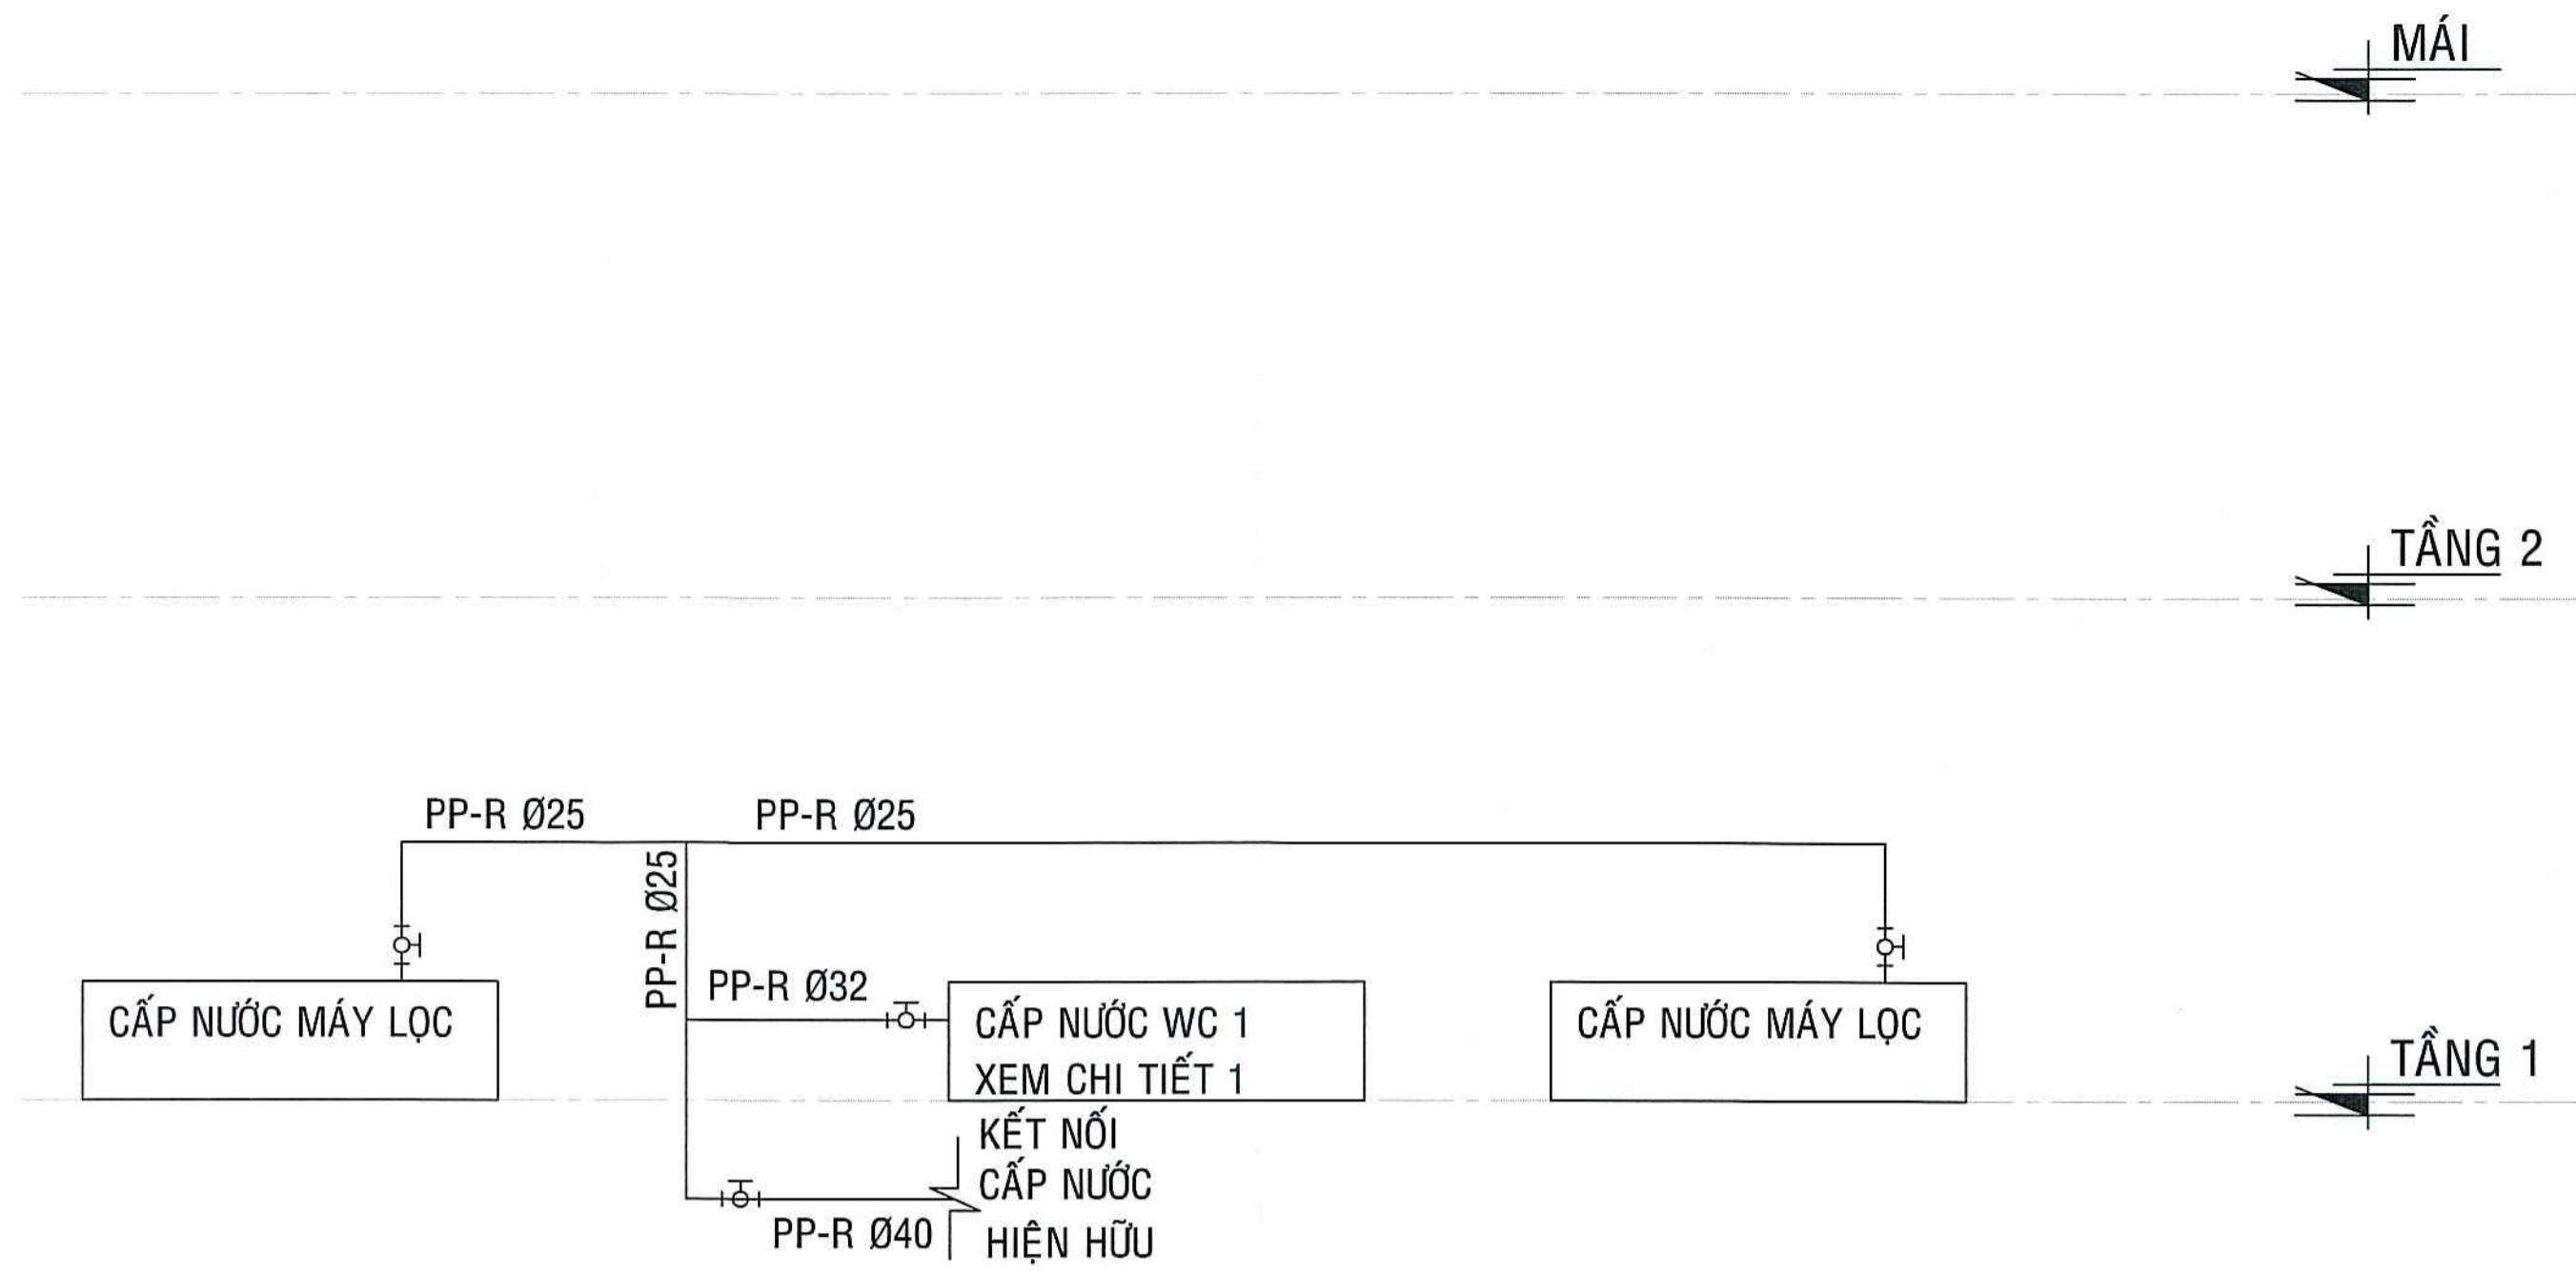 MÁI
TẦNG 2
PP-R Ø25
PP-R Ø25
PP-R Ø25
PP-R Ø32
CẤP NƯỚC MÁY LỌC
CẤP NƯỚC WC 1
XEM CHI TIẾT 1
CẤP NƯỚC MÁY LỌC
TẦNG 1
KẾT NỐI
CẤP NƯỚC
HIỆN HỮU
PP-R Ø40